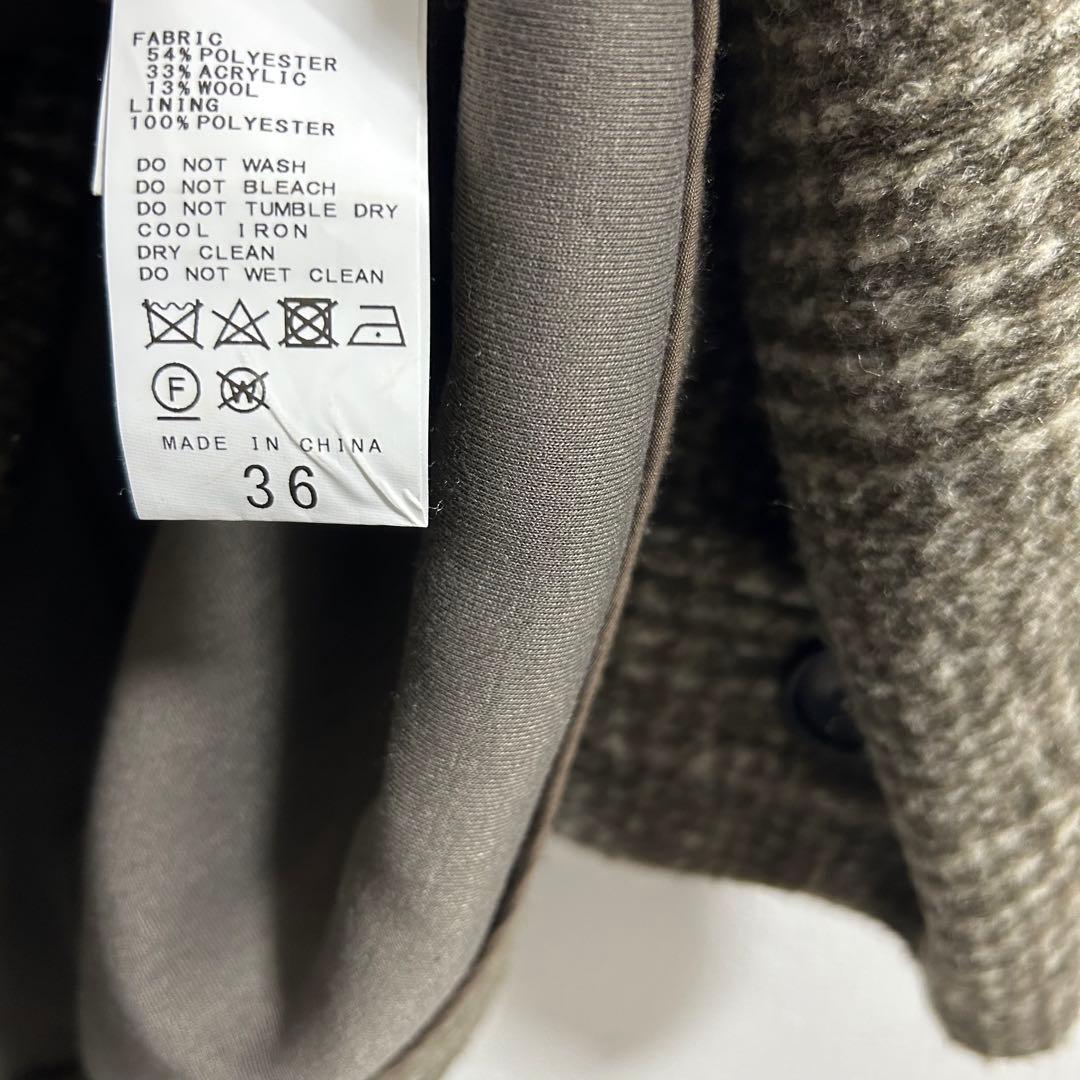 FABRIC
54%POLYESTER
33%ACRYLIC
13%WOOL
LINING
100%POLYESTER
DO NOT WASH
DO NOT BLEACH
DO NOT TUMBLE DRY
COOL IRON
DRY CLEAN
DO NOT WET CLEAN
F W
MADE IN CHINA
36